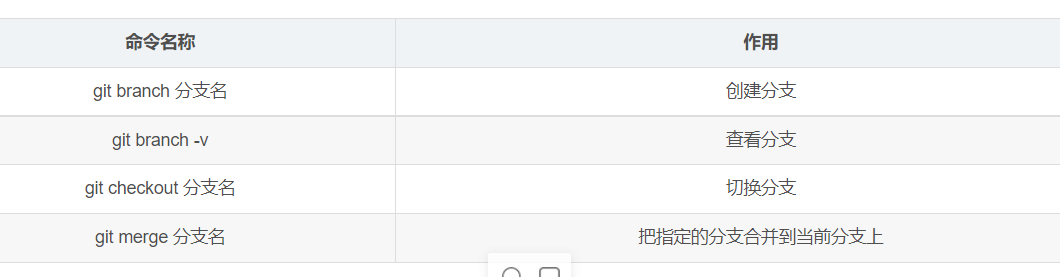 命令名称 作用
git branch 分支名 创建分支
git branch -v 查看分支
git checkout 分支名 切换分支
git merge 分支名 把指定的分支合并到当前分支上